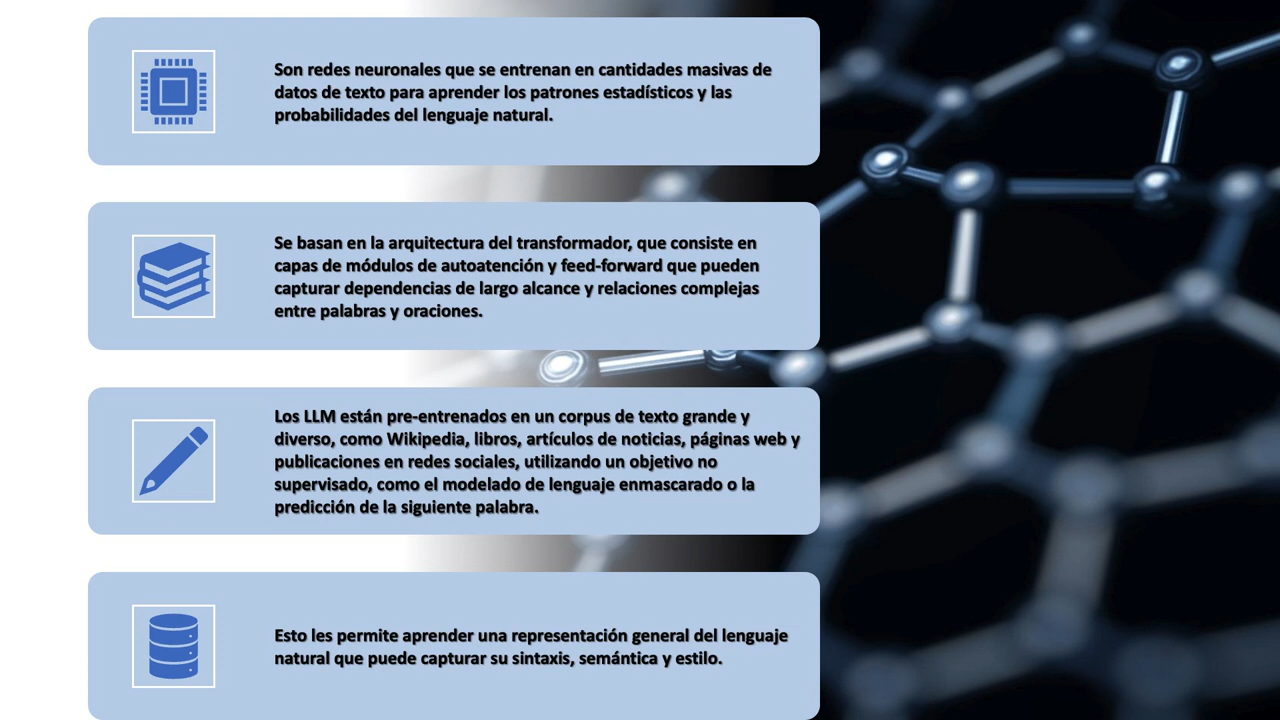 Son redes neuronales que se entrenan en cantidades masivas de
datos de texto para aprender los patrones estadísticos y las
probabilidades del lenguaje natural.
Se basan en la arquitectura del transformador, que consiste en
capas de módulos de autoatención y feed-forward que pueden
capturar dependencias de largo alcance y relaciones complejas
entre palabras y oraciones.
Los LLM están pre-entrenados en un corpus de texto grande y
diverso, como Wikipedia, libros, artículos de noticias, páginas web y
publicaciones en redes sociales, utilizando un objetivo no
supervisado, como el modelado de lenguaje enmascarado o la
predicción de la siguiente palabra.
Esto les permite aprender una representación general del lenguaje
natural que puede capturar su sintaxis, semántica y estilo.